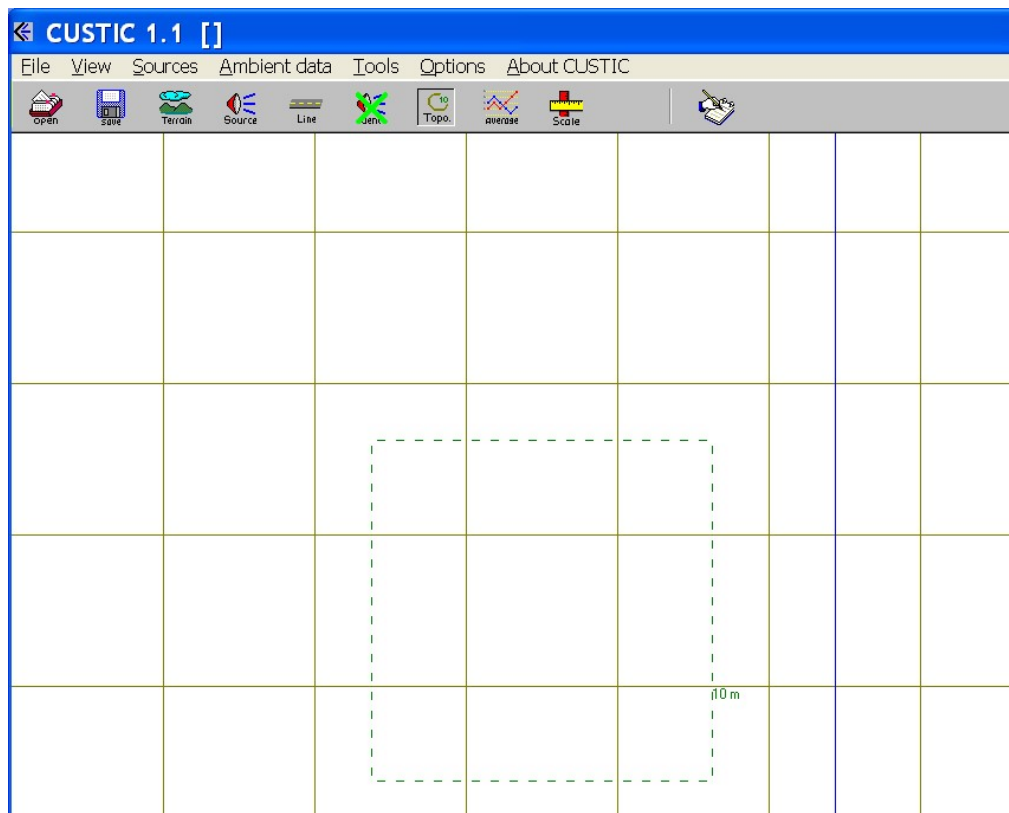 CUSTIC 1.1 []
File View Sources Ambient data Tools Options About CUSTIC
open save Terrain Source Line Topo. average Scale
10
10 m